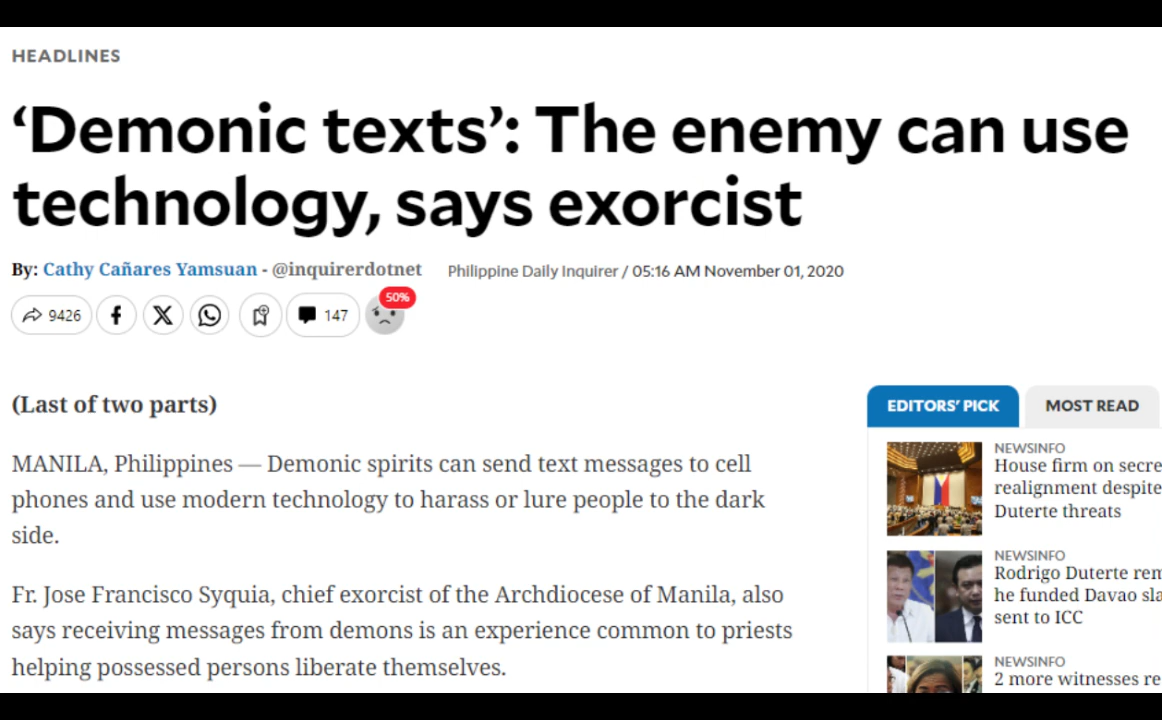 HEADLINES
‘Demonic texts’: The enemy can use
technology, says exorcist
By: Cathy Cañares Yamsuan - @inquirerdotnet Philippine Daily Inquirer / 05:16 AM November 01, 2020
9426 147 50%
(Last of two parts)
MANILA, Philippines — Demonic spirits can send text messages to cell
phones and use modern technology to harass or lure people to the dark
side.
Fr. Jose Francisco Syquia, chief exorcist of the Archdiocese of Manila, also
says receiving messages from demons is an experience common to priests
helping possessed persons liberate themselves.
EDITORS’ PICK MOST READ
NEWSINFO
House firm on secre
realignment despite
Duterte threats
NEWSINFO
Rodrigo Duterte rem
he funded Davao sla
sent to ICC
NEWSINFO
2 more witnesses re